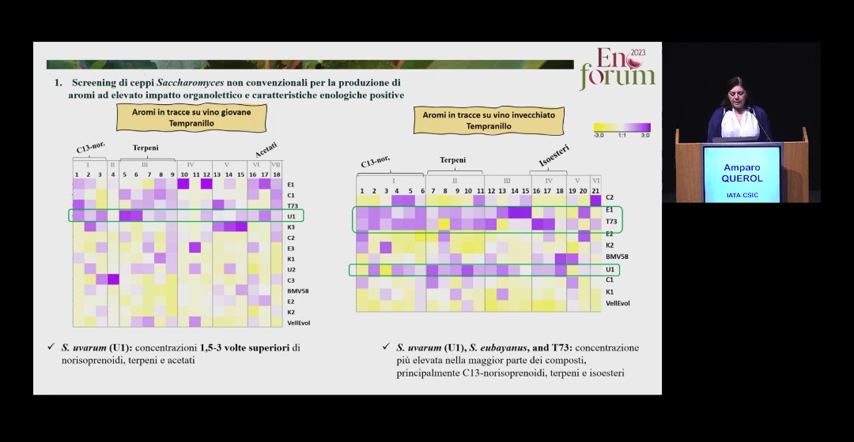 En
2023
forum
1. Screening di ceppi Saccharomyces non convenzionali per la produzione di
aromi ad elevato impatto organolettico e caratteristiche enologiche positive
Aromi in tracce su vino giovane
Tempranillo
C13-nor. Terpeni Acetati
I II III IV V VI VII
1 2 3 4 5 6 7 8 9 10 11 12 13 14 15 16 17 18
E1
C1
T73
U1
K3
C2
E3
K1
U2
C3
BMV58
E2
K2
VellEvol
Aromi in tracce su vino invecchiato
Tempranillo
-3.0 1:1 3.0
C13-nor. Terpeni Isoesteri
I II III IV V VI
1 2 3 4 5 6 7 8 9 10 11 12 13 14 15 16 17 18 19 20 21
C2
E1
T73
E2
K2
BMV58
U1
C1
K1
VellEvol
✓ S. uvarum (U1): concentrazioni 1,5-3 volte superiori di
norisoprenoidi, terpeni e acetati
✓ S. uvarum (U1), S. eubayanus, and T73: concentrazione
più elevata nella maggior parte dei composti,
principalmente C13-norisoprenoidi, terpeni e isoesteri
Amparo
QUEROL
IATA-CSIC